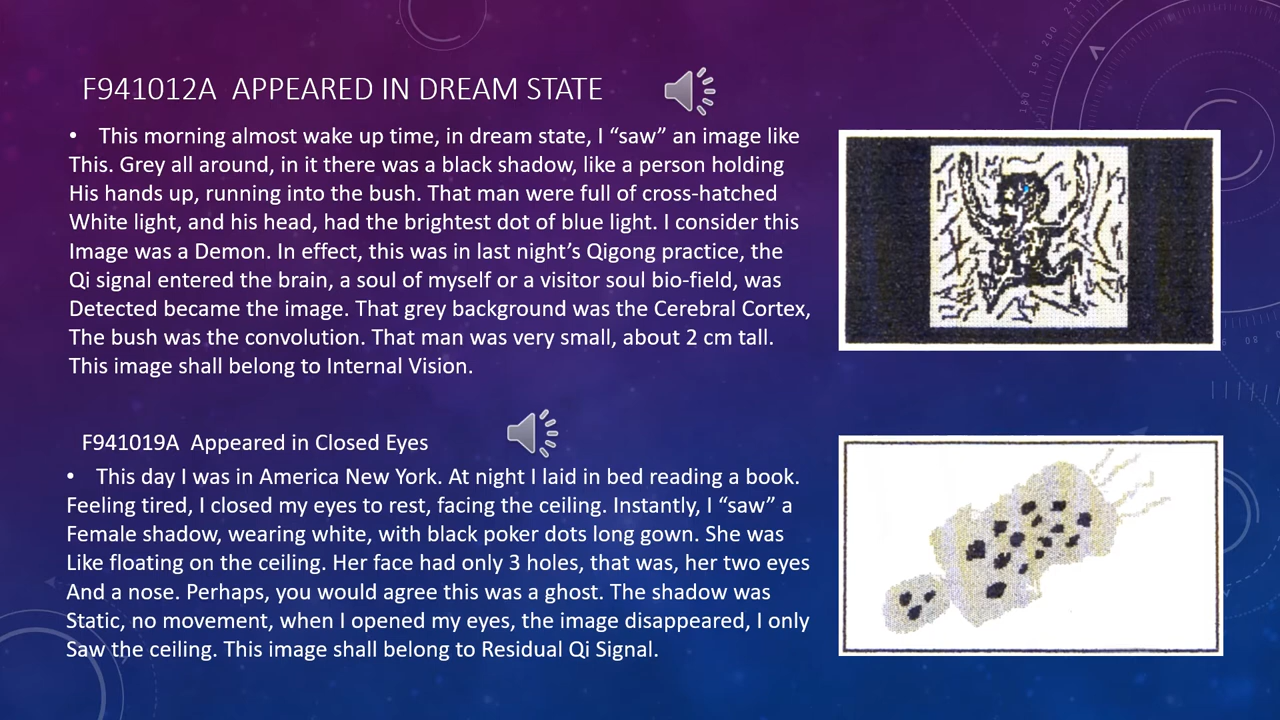 F941012A APPEARED IN DREAM STATE
• This morning almost wake up time, in dream state, I “saw” an image like
This. Grey all around, in it there was a black shadow, like a person holding
His hands up, running into the bush. That man were full of cross-hatched
White light, and his head, had the brightest dot of blue light. I consider this
Image was a Demon. In effect, this was in last night’s Qigong practice, the
Qi signal entered the brain, a soul of myself or a visitor soul bio-field, was
Detected became the image. That grey background was the Cerebral Cortex,
The bush was the convolution. That man was very small, about 2 cm tall.
This image shall belong to Internal Vision.
F941019A Appeared in Closed Eyes
• This day I was in America New York. At night I laid in bed reading a book.
Feeling tired, I closed my eyes to rest, facing the ceiling. Instantly, I “saw” a
Female shadow, wearing white, with black poker dots long gown. She was
Like floating on the ceiling. Her face had only 3 holes, that was, her two eyes
And a nose. Perhaps, you would agree this was a ghost. The shadow was
Static, no movement, when I opened my eyes, the image disappeared, I only
Saw the ceiling. This image shall belong to Residual Qi Signal.
180 190 200